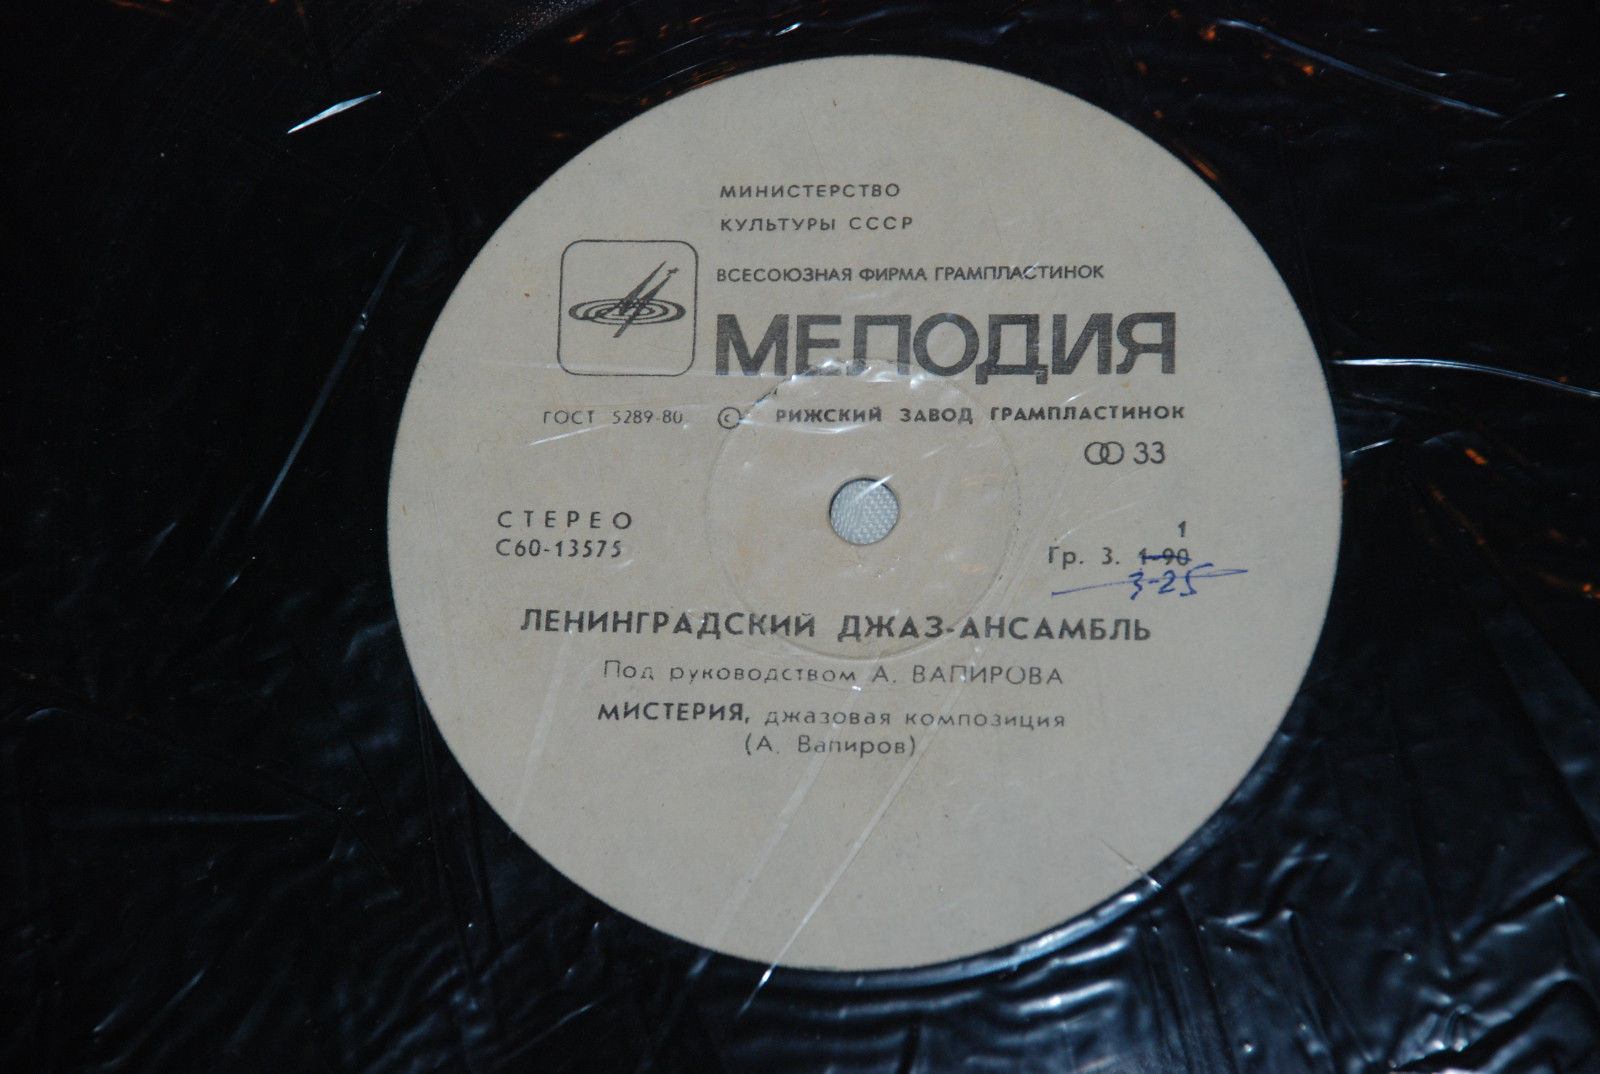 МИНИСТЕРСТВО
КУЛЬТУРЫ СССР
ВСЕСОЮЗНАЯ ФИРМА ГРАМПЛАСТИНОК
МЕЛОДИЯ
ГОСТ 5289-80. © РИЖСКИЙ ЗАВОД ГРАМПЛАСТИНОК
33
СТЕРЕО
С60-13575
1
Гр. 3. 1-90
3-25
ЛЕНИНГРАДСКИЙ ДЖАЗ-АНСАМБЛЬ
Под руководством А. ВАПИРОВА
МИСТЕРИЯ, джазовая композиция
(А. Вапиров)